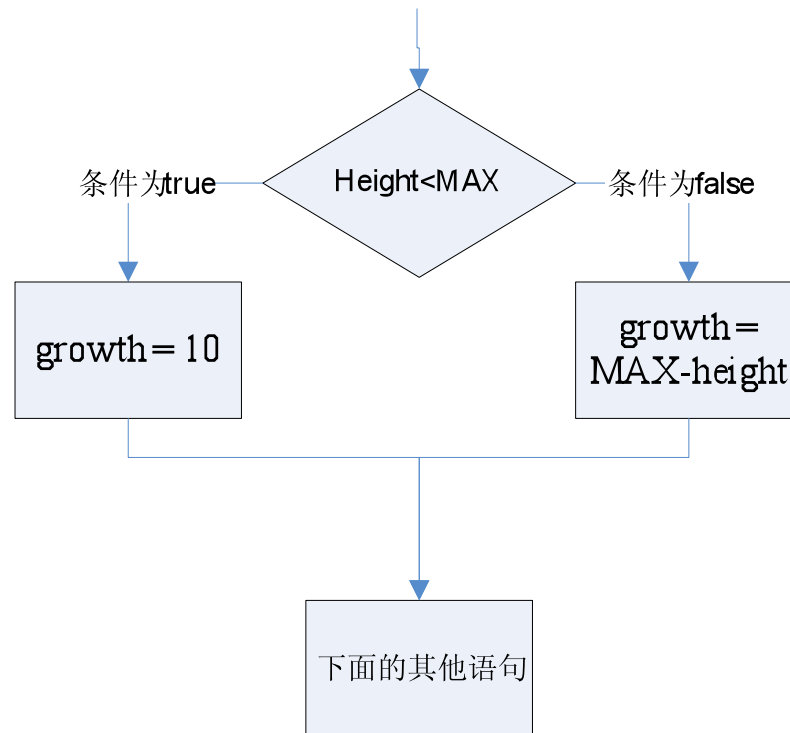 Height<MAX
条件为true
条件为false
growth = 10
growth =
MAX-height
下面的其他语句